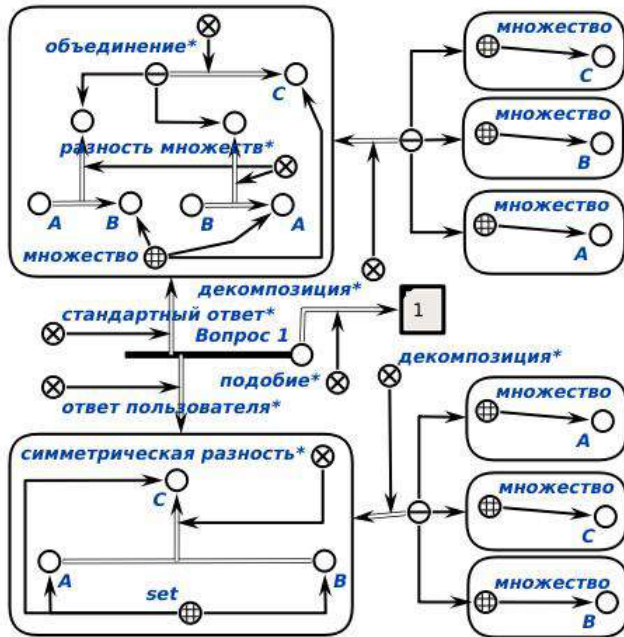 объединение*
C
разность множеств*
A
B
B
A
множество
множество
C
множество
B
множество
A
декомпозиция*
стандартный ответ*
Вопрос 1
1
подобие*
декомпозиция*
ответ пользователя*
симметрическая разность*
C
A
B
set
множество
A
множество
C
множество
B